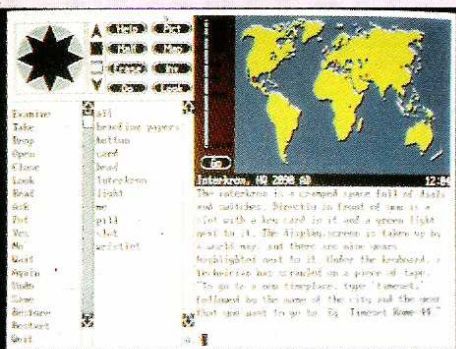 Help Pict
Half Map
Erase Inv
Do Look
Examine
Take
Drop
Open
Close
Look
Read
Ask
Put
Yes
No
Wait
Again
Undo
Save
Restore
Restart
Quit
all
briefing papers
button
card
Dead
Interkron
light
me
pill
slot
wristlet
Go
Interkron, HQ 2090 AD 12:04
The interkron is a cramped space full of dials
and switches. Directly in front of you is a
slot with a key card in it and a green light
next to it. The display screen is taken up by
a world map, and there are nine years
highlighted next to it. Under the keyboard, a
technician has scrawled on a piece of tape,
"To go to a new timeplace, type 'timeset,'
followed by the name of the city and the year
that you want to go to. Eg. Timeset Rome 44."